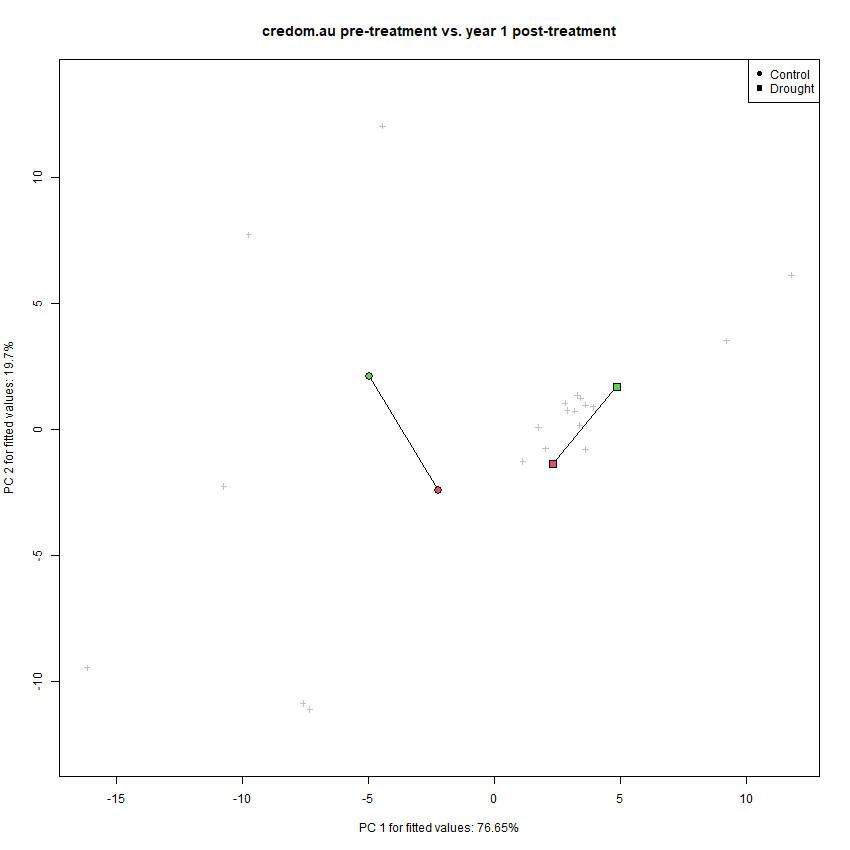 credom.au pre-treatment vs. year 1 post-treatment
Control
Drought
10
5
0
-5
-10
PC 2 for fitted values: 19.7%
-15
-10
-5
0
5
10
PC 1 for fitted values: 76.65%